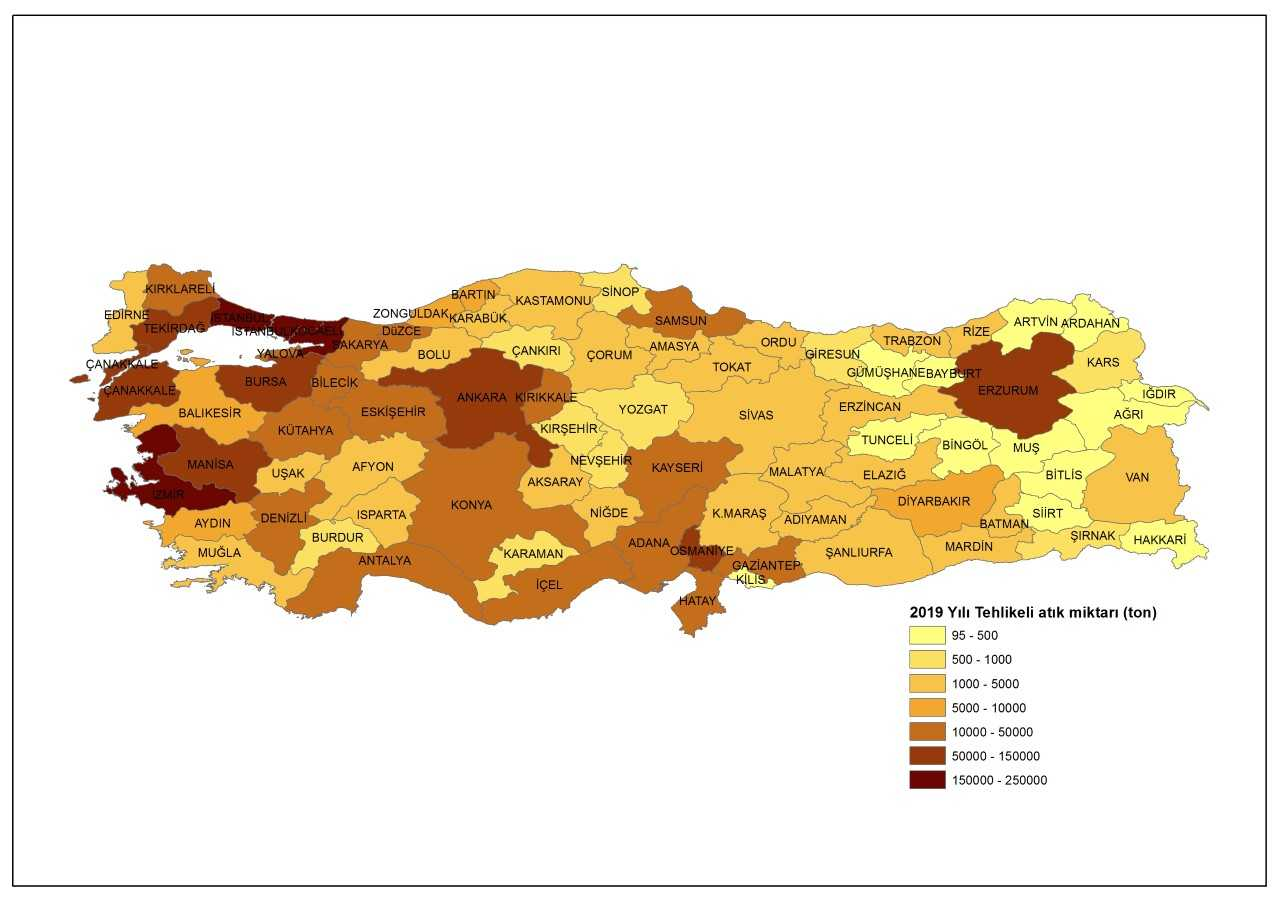 KIRKLARELİ
EDİRNE
TEKİRDAĞ
İSTANBUL
İSTANBUL
KOCAELİ
YALOVA
SAKARYA
DüZCE
ZONGULDAK
BARTIN
KARABÜK
KASTAMONU
SİNOP
SAMSUN
ÇANAKKALE
ÇANAKKALE
BURSA
BİLECİK
BOLU
ÇANKIRI
ÇORUM
AMASYA
TOKAT
ORDU
GİRESUN
TRABZON
GÜMÜŞHANE
BAYBURT
RİZE
ARTVİN
ARDAHAN
KARS
IĞDIR
AĞRI
ERZURUM
ERZİNCAN
BALIKESİR
KÜTAHYA
ESKİŞEHİR
ANKARA
KIRIKKALE
KIRŞEHİR
YOZGAT
SİVAS
TUNCELİ
BİNGÖL
MUŞ
BİTLİS
VAN
MANİSA
İZMİR
UŞAK
AFYON
KONYA
AKSARAY
NEVŞEHİR
KAYSERİ
MALATYA
ELAZIĞ
DİYARBAKIR
BATMAN
SİİRT
ŞIRNAK
HAKKARİ
AYDIN
DENİZLİ
ISPARTA
BURDUR
MUĞLA
ANTALYA
KARAMAN
İÇEL
NİĞDE
ADANA
OSMANİYE
K.MARAŞ
ADIYAMAN
GAZİANTEP
KİLİS
HATAY
ŞANLIURFA
MARDİN
2019 Yılı Tehlikeli atık miktarı (ton)
95 - 500
500 - 1000
1000 - 5000
5000 - 10000
10000 - 50000
50000 - 150000
150000 - 250000